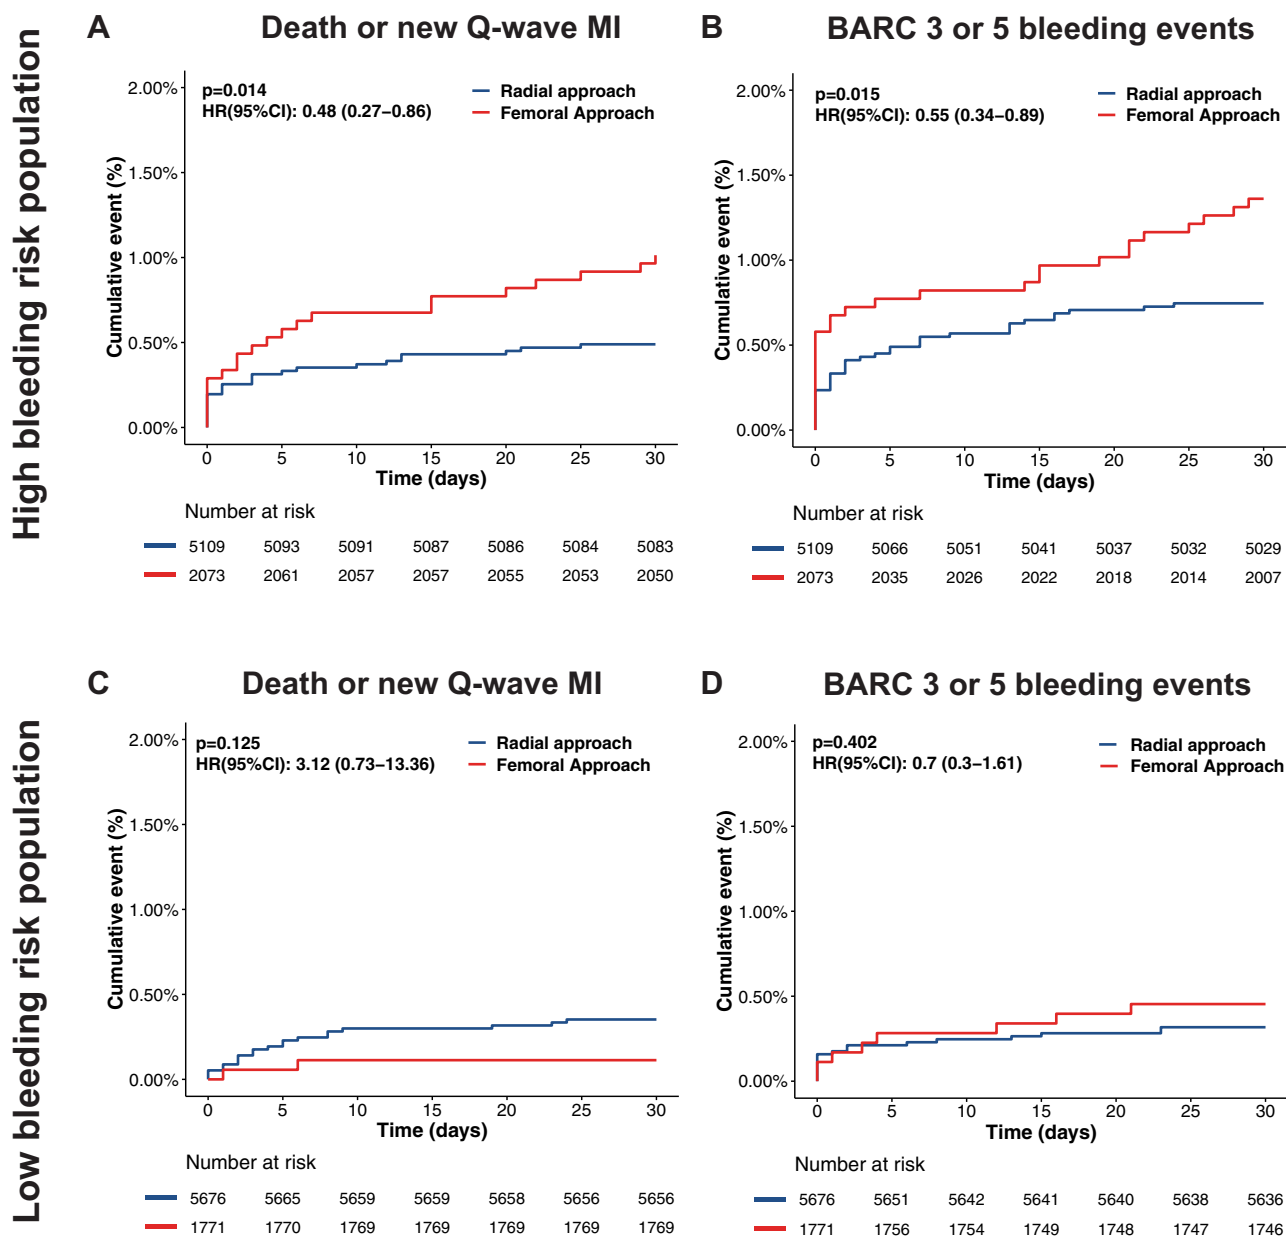 High bleeding risk population
A
Death or new Q-wave MI
p=0.014
HR(95%CI): 0.48 (0.27–0.86)
Radial approach
Femoral Approach
Cumulative event (%)
2.00%
1.50%
1.00%
0.50%
0.00%
0 5 10 15 20 25 30
Time (days)
Number at risk
5109 5093 5091 5087 5086 5084 5083
2073 2061 2057 2057 2055 2053 2050
B
BARC 3 or 5 bleeding events
p=0.015
HR(95%CI): 0.55 (0.34–0.89)
Radial approach
Femoral Approach
Cumulative event (%)
2.00%
1.50%
1.00%
0.50%
0.00%
0 5 10 15 20 25 30
Time (days)
Number at risk
5109 5066 5051 5041 5037 5032 5029
2073 2035 2026 2022 2018 2014 2007
Low bleeding risk population
C
Death or new Q-wave MI
p=0.125
HR(95%CI): 3.12 (0.73–13.36)
Radial approach
Femoral Approach
Cumulative event (%)
2.00%
1.50%
1.00%
0.50%
0.00%
0 5 10 15 20 25 30
Time (days)
Number at risk
5676 5665 5659 5659 5658 5656 5656
1771 1770 1769 1769 1769 1769 1769
D
BARC 3 or 5 bleeding events
p=0.402
HR(95%CI): 0.7 (0.3–1.61)
Radial approach
Femoral Approach
Cumulative event (%)
2.00%
1.50%
1.00%
0.50%
0.00%
0 5 10 15 20 25 30
Time (days)
Number at risk
5676 5651 5642 5641 5640 5638 5636
1771 1756 1754 1749 1748 1747 1746